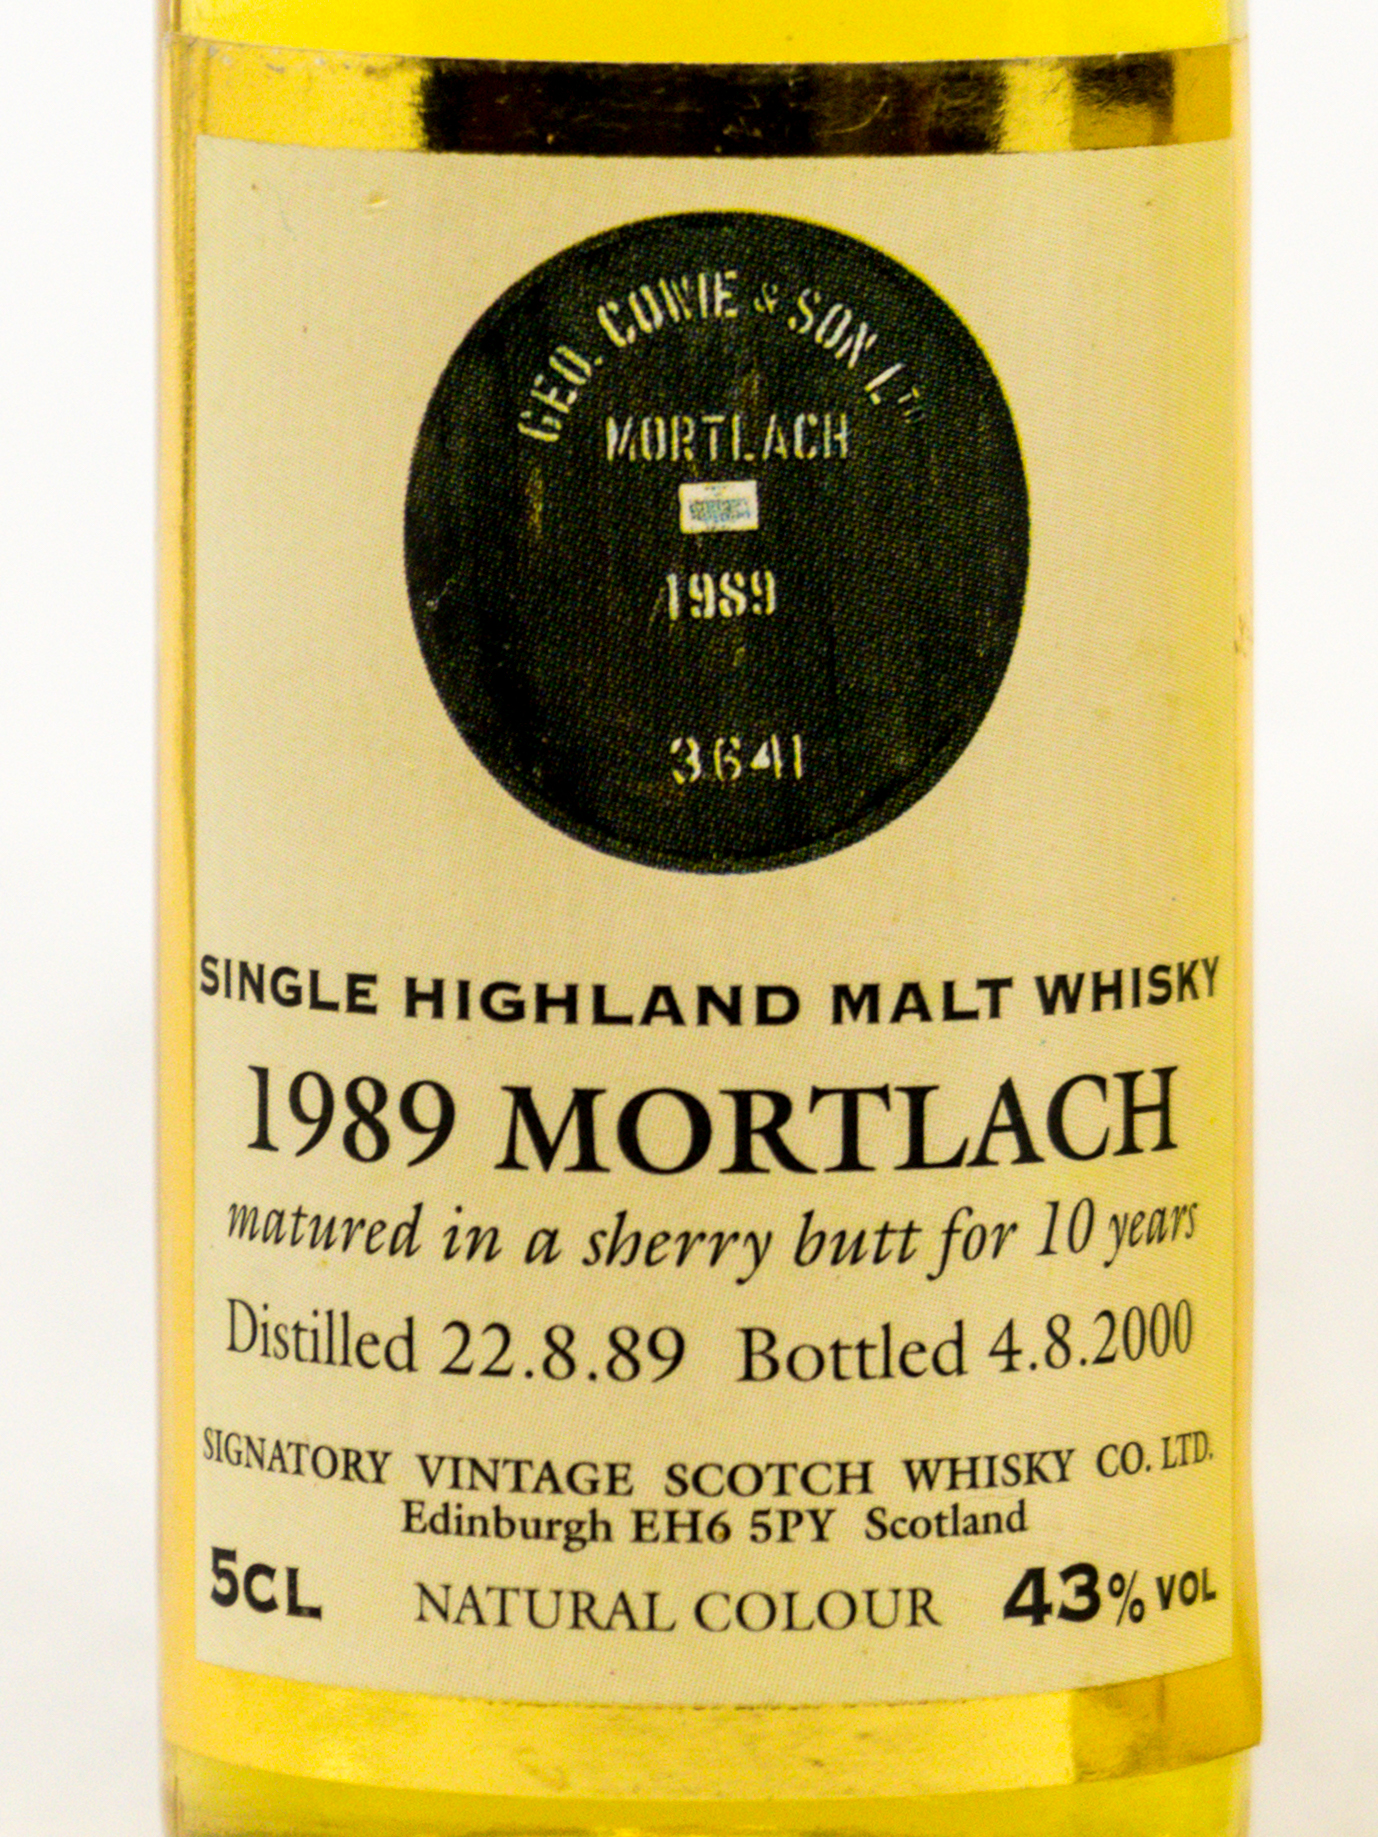 GEO. COWIE & SON LTD
MORTLACH
1989
3641
SINGLE HIGHLAND MALT WHISKY
1989 MORTLACH
matured in a sherry butt for 10 years
Distilled 22.8.89 Bottled 4.8.2000
SIGNATORY VINTAGE SCOTCH WHISKY CO. LTD.
Edinburgh EH6 5PY Scotland
5CL NATURAL COLOUR 43% VOL